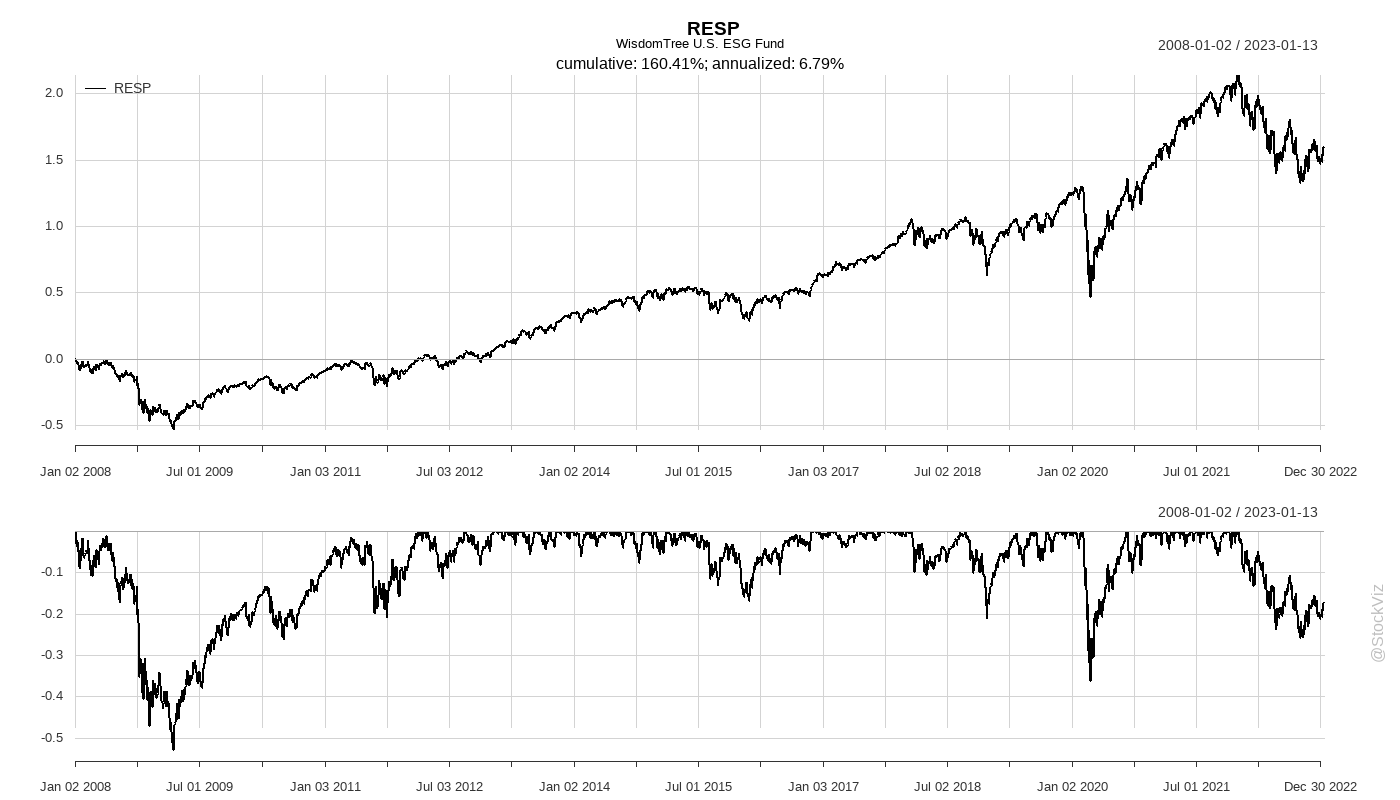 RESP
WisdomTree U.S. ESG Fund
2008-01-02 / 2023-01-13
cumulative: 160.41%; annualized: 6.79%
RESP
2.0
1.5
1.0
0.5
0.0
-0.5
Jan 02 2008 Jul 01 2009 Jan 03 2011 Jul 03 2012 Jan 02 2014 Jul 01 2015 Jan 03 2017 Jul 02 2018 Jan 02 2020 Jul 01 2021 Dec 30 2022
2008-01-02 / 2023-01-13
-0.1
-0.2
-0.3
-0.4
-0.5
Jan 02 2008 Jul 01 2009 Jan 03 2011 Jul 03 2012 Jan 02 2014 Jul 01 2015 Jan 03 2017 Jul 02 2018 Jan 02 2020 Jul 01 2021 Dec 30 2022
@StockViz